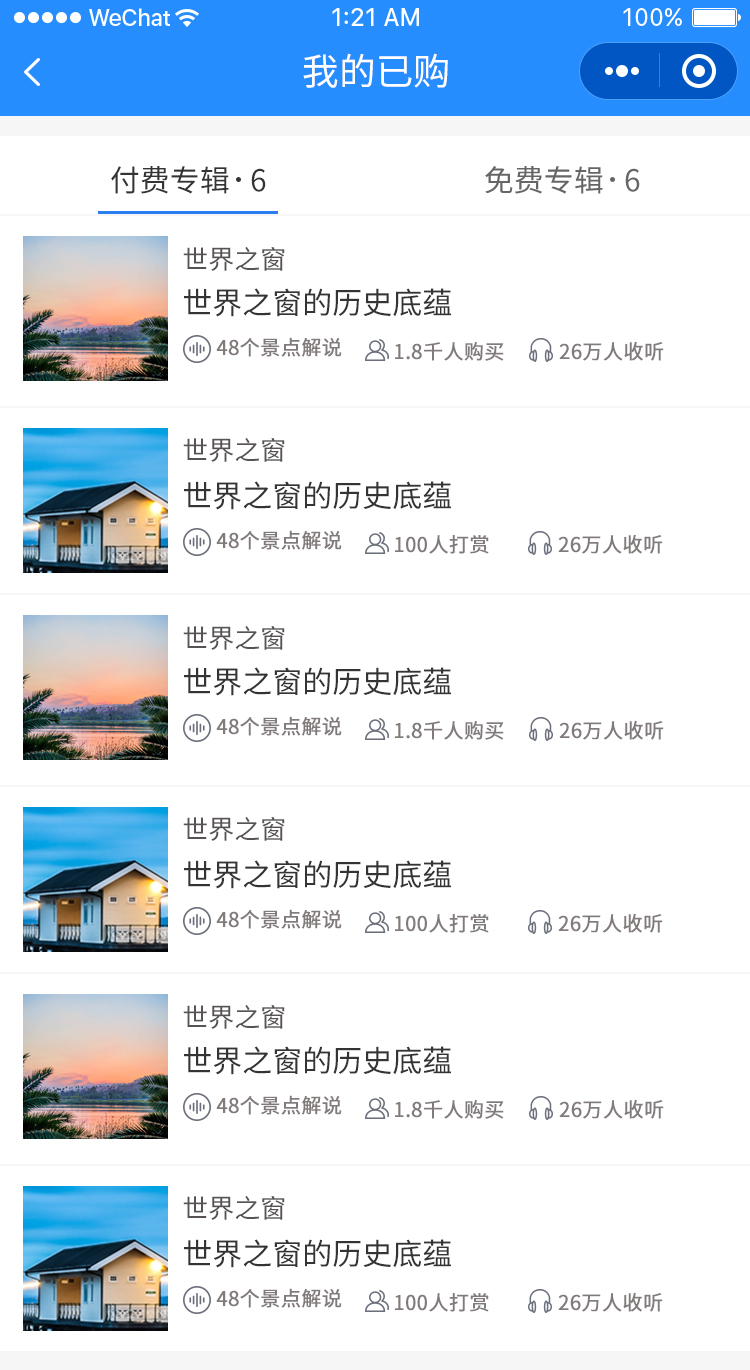 WeChat 1:21 AM 100%
我的已购
付费专辑·6 免费专辑·6
世界之窗
世界之窗的历史底蕴
48个景点解说 1.8千人购买 26万人收听
世界之窗
世界之窗的历史底蕴
48个景点解说 100人打赏 26万人收听
世界之窗
世界之窗的历史底蕴
48个景点解说 1.8千人购买 26万人收听
世界之窗
世界之窗的历史底蕴
48个景点解说 100人打赏 26万人收听
世界之窗
世界之窗的历史底蕴
48个景点解说 1.8千人购买 26万人收听
世界之窗
世界之窗的历史底蕴
48个景点解说 100人打赏 26万人收听